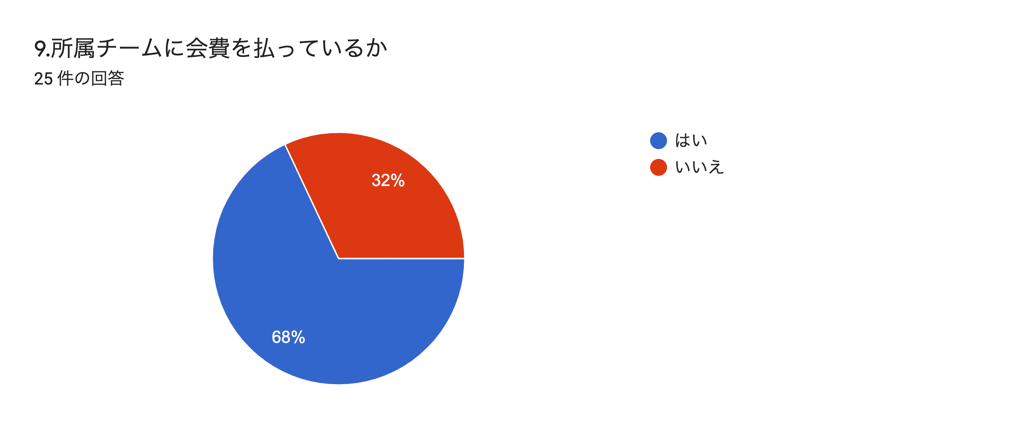 9.所属チームに会費を払っているか
25 件の回答
はい
いいえ
32%
68%